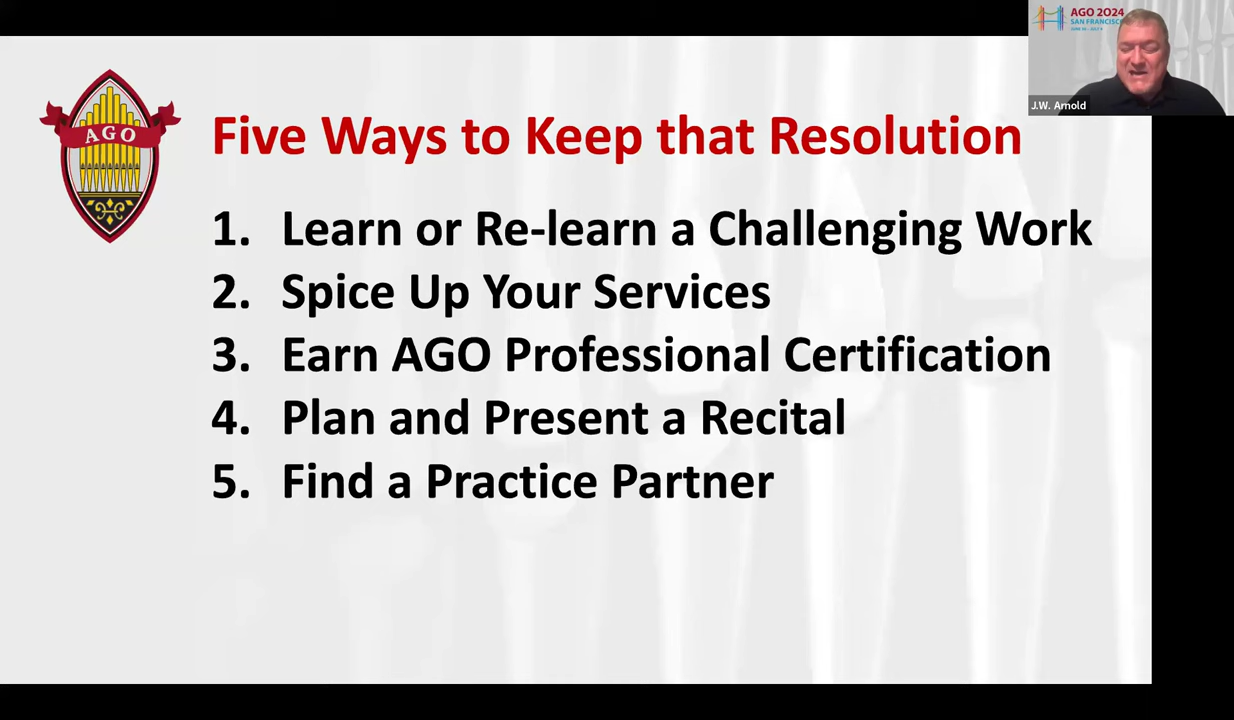 AGO 2024
SAN FRANCISCO
J.W. Arnold
AGO
Five Ways to Keep that Resolution
1. Learn or Re-learn a Challenging Work
2. Spice Up Your Services
3. Earn AGO Professional Certification
4. Plan and Present a Recital
5. Find a Practice Partner